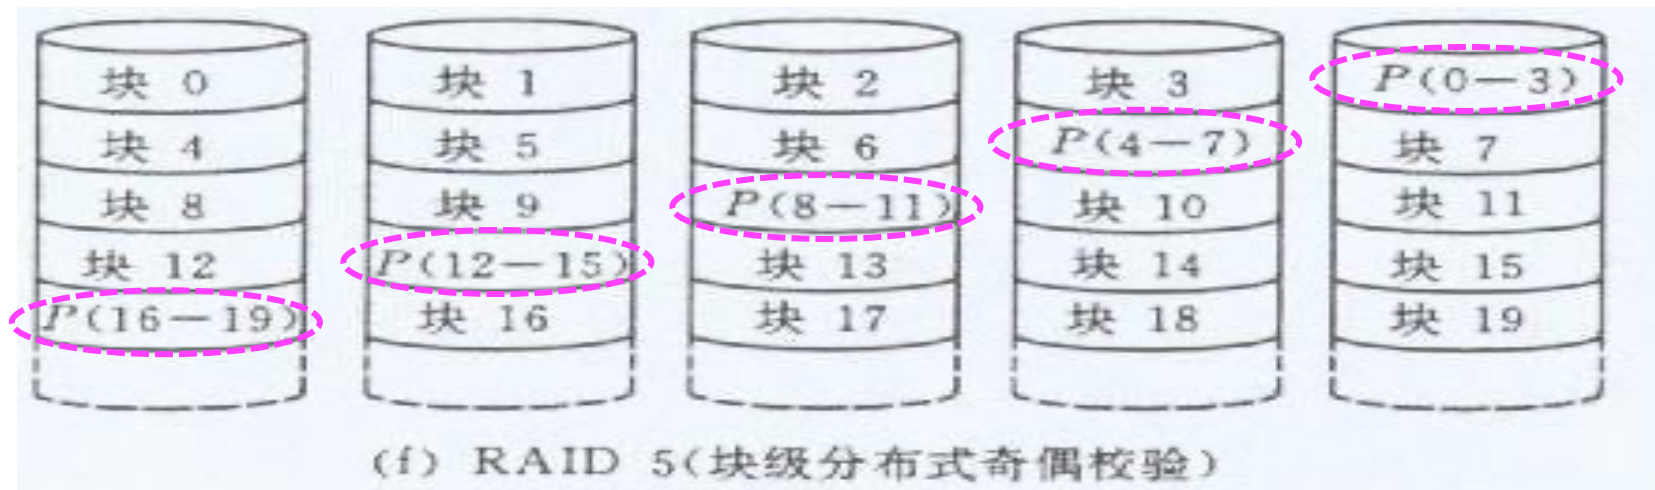 块 0 块 1 块 2 块 3 P(0－3)
块 4 块 5 块 6 P(4－7) 块 7
块 8 块 9 P(8－11) 块 10 块 11
块 12 P(12－15) 块 13 块 14 块 15
P(16－19) 块 16 块 17 块 18 块 19
(f) RAID 5(块级分布式奇偶校验)